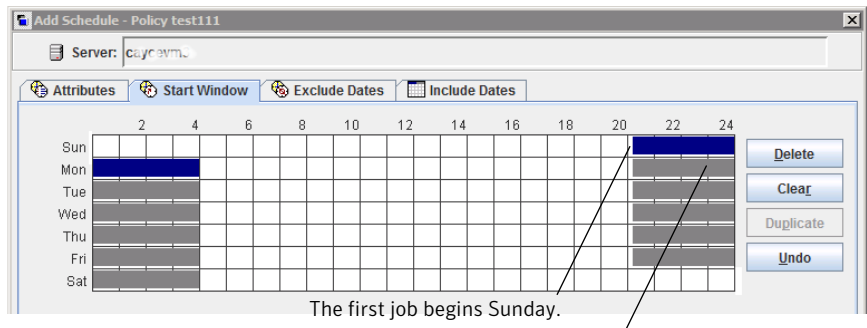 Add Schedule - Policy test111
Server:
Attributes Start Window Exclude Dates Include Dates
2 4 6 8 10 12 14 16 18 20 22 24
Sun
Mon
Tue
Wed
Thu
Fri
Sat
Delete
Clear
Duplicate
Undo
The first job begins Sunday.